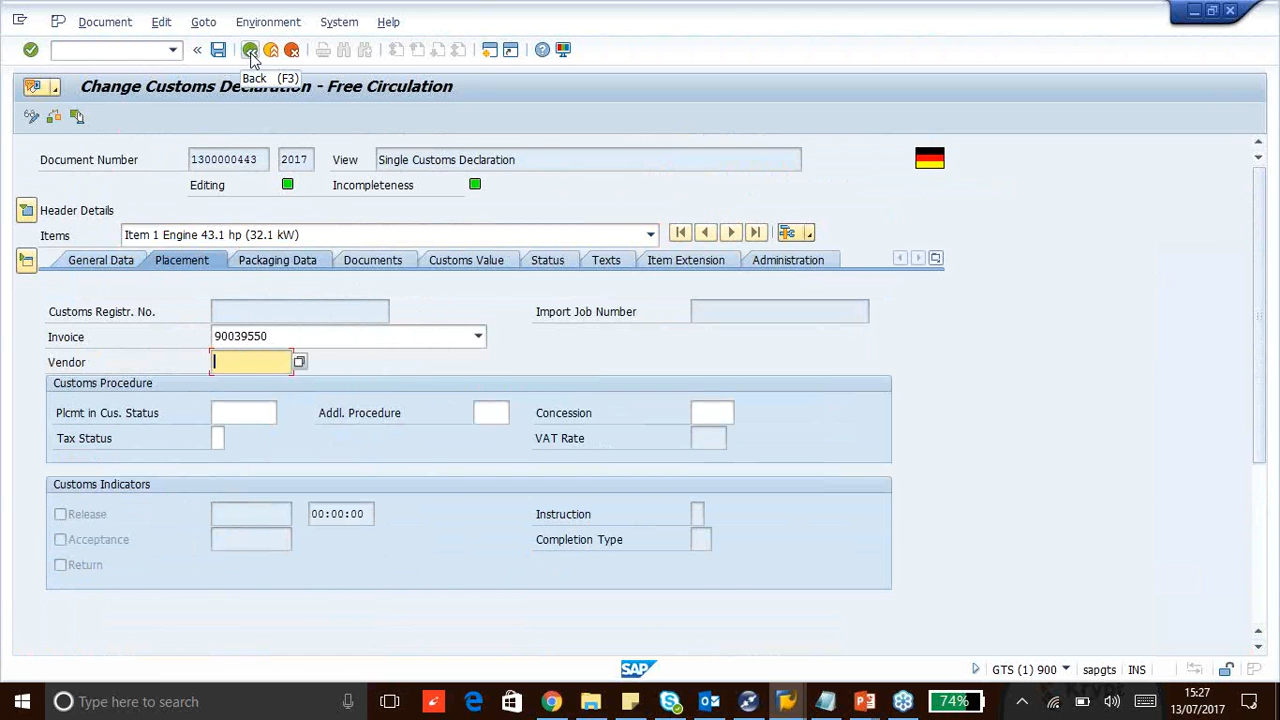 Document Edit Goto Environment System Help
Back (F3)
Change Customs Declaration - Free Circulation
Document Number 1300000443 2017 View Single Customs Declaration
Editing Incompleteness
Header Details
Items Item 1 Engine 43.1 hp (32.1 kW)
General Data Placement Packaging Data Documents Customs Value Status Texts Item Extension Administration
Customs Registr. No. Import Job Number
Invoice 90039550
Vendor
Customs Procedure
Plcmt in Cus. Status Addl. Procedure Concession
Tax Status VAT Rate
Customs Indicators
Release 00:00:00 Instruction
Acceptance Completion Type
Return
SAP GTS (1) 900 sapgts INS
Type here to search 74% 15:27
13/07/2017